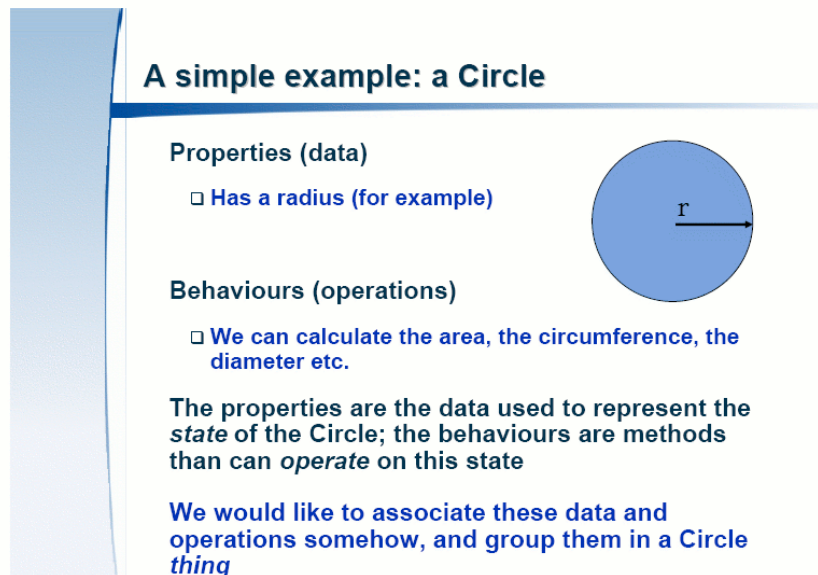 A simple example: a Circle
Properties (data)
Has a radius (for example)
r
Behaviours (operations)
We can calculate the area, the circumference, the
diameter etc.
The properties are the data used to represent the
state of the Circle; the behaviours are methods
than can operate on this state
We would like to associate these data and
operations somehow, and group them in a Circle
thing